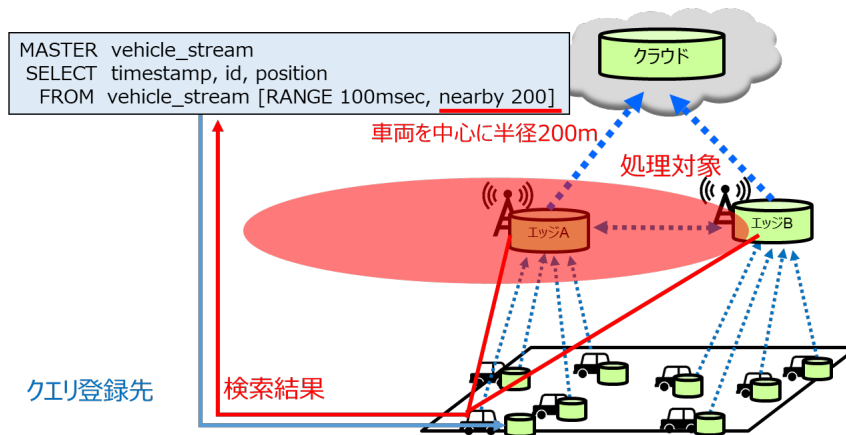 クラウド
MASTER vehicle_stream
SELECT timestamp, id, position
FROM vehicle_stream [RANGE 100msec, nearby 200]
車両を中心に半径200m
処理対象
エッジA
エッジB
クエリ登録先
検索結果